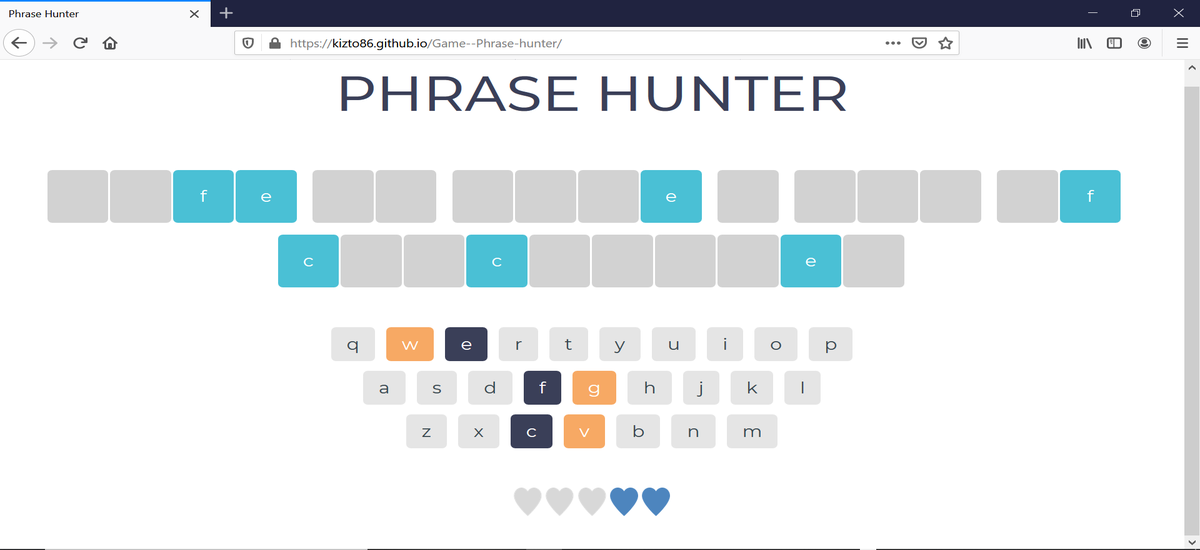 Phrase Hunter
https://kizto86.github.io/Game--Phrase-hunter/
PHRASE HUNTER
f e e f
c c e
q w e r t y u i o p
a s d f g h j k l
z x c v b n m